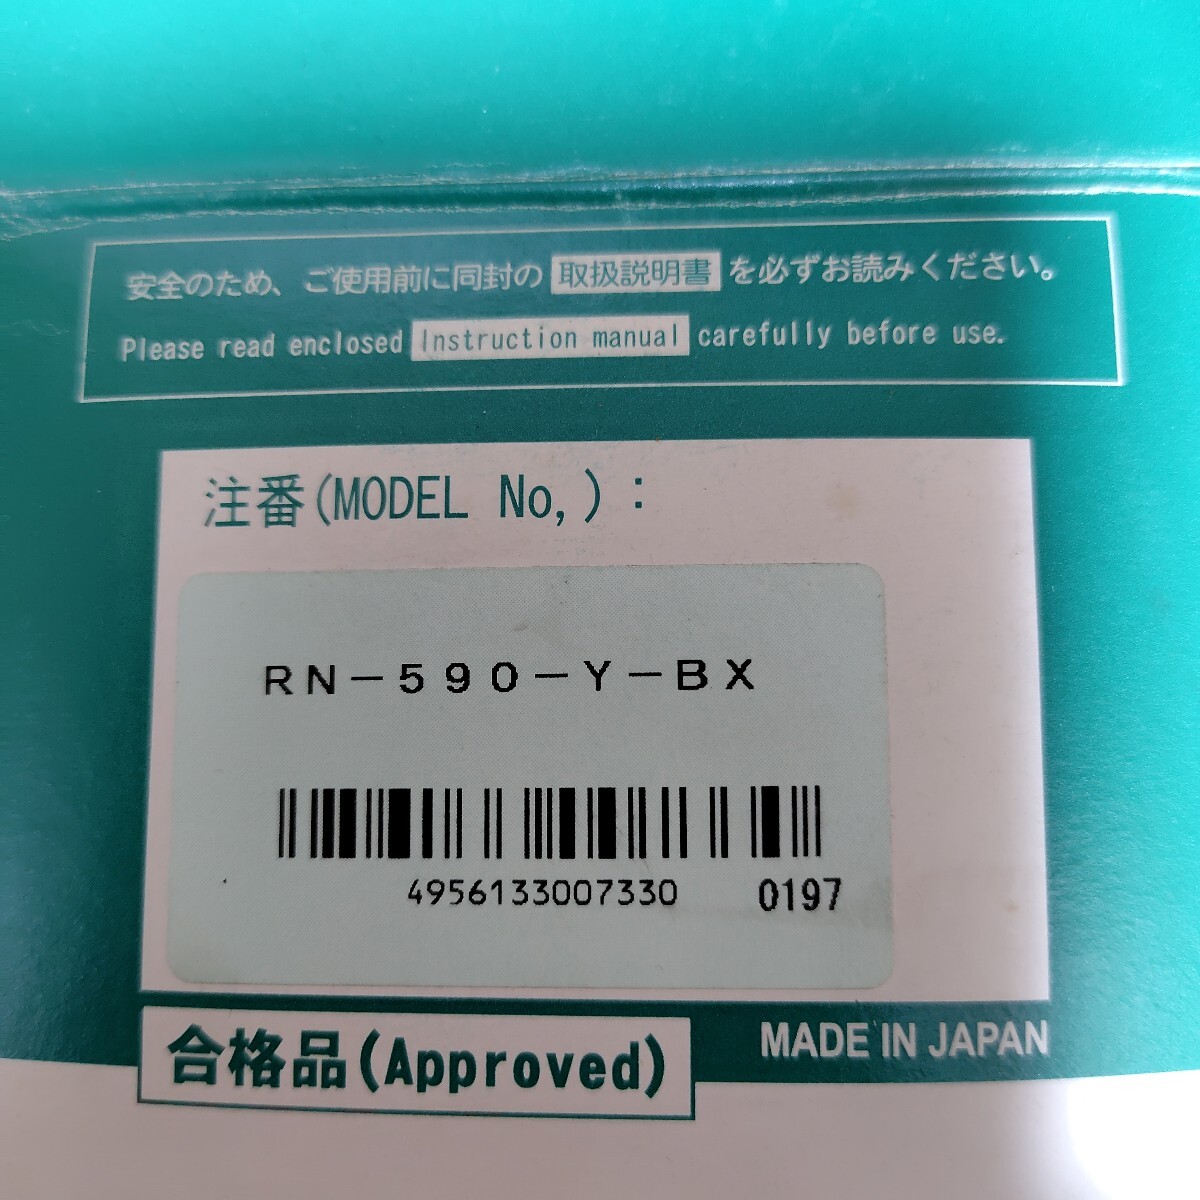 安全のため、ご使用前に同封の 取扱説明書 を必ずお読みください。
Please read enclosed Instruction manual carefully before use.
注番(MODEL No,):
RN-590-Y-BX
4956133007330 0197
合格品(Approved)
MADE IN JAPAN